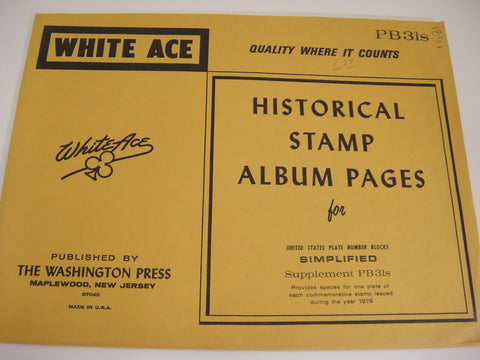 WHITE ACE
QUALITY WHERE IT COUNTS
PB31s
HISTORICAL
STAMP
ALBUM PAGES
for
UNITED STATES PLATE NUMBER BLOCKS
SIMPLIFIED
Supplement PB31s
Provides spaces for one plate of
each commemorative stamp issued
during the year 1979
White Ace
PUBLISHED BY
THE WASHINGTON PRESS
MAPLEWOOD, NEW JERSEY
07040
MADE IN U.S.A.